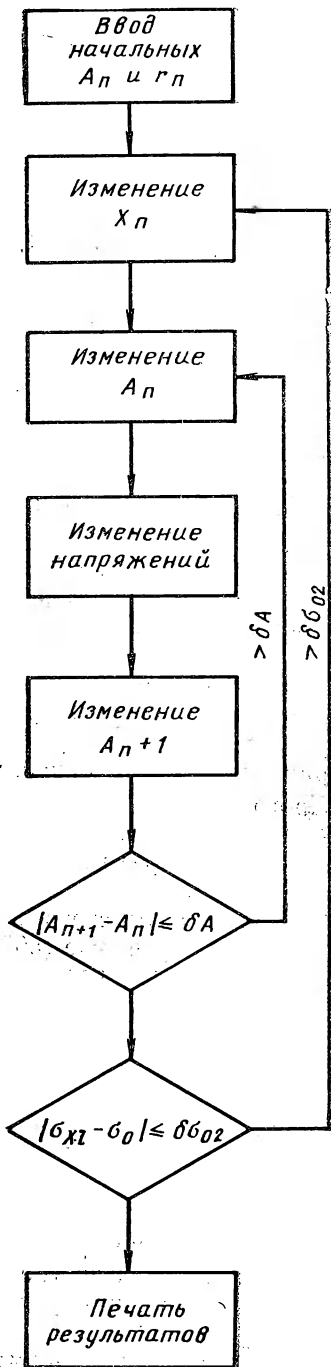 Ввод
начальных
Aп и rп
Изменение
Xп
Изменение
Aп
Изменение
напряжений
Изменение
Aп+1
> δA
> δσ02
|Aп+1 - Aп| ≤ δA
|σX2 - σ0| ≤ δσ02
Печать
результатов